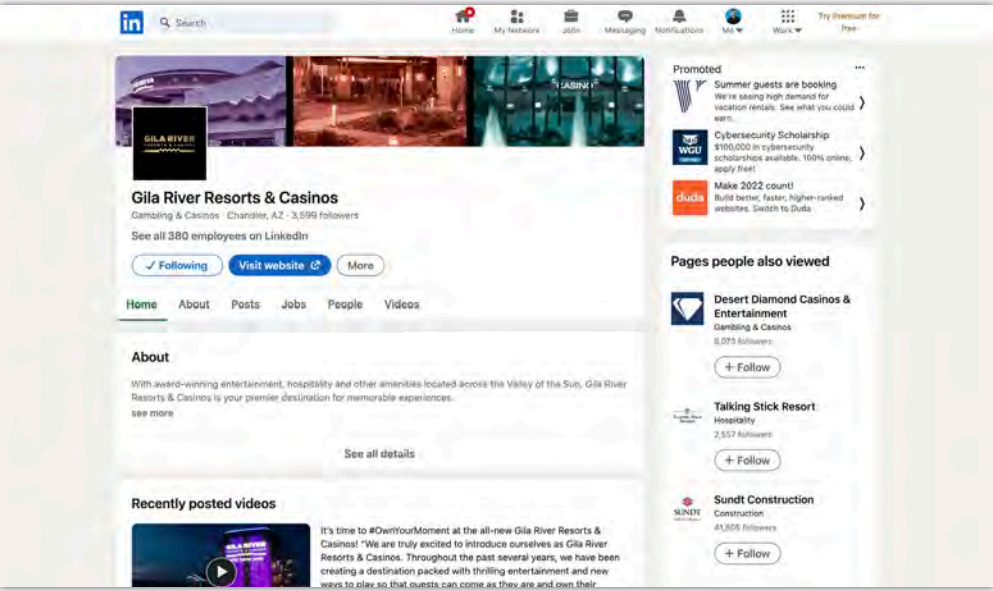 in
Search
Home
My Network
Jobs
Messaging
Notifications
Me
Work
Try Premium for
free
CASINO
GILA RIVER
RESORTS & CASINOS
Gila River Resorts & Casinos
Gambling & Casinos · Chandler, AZ · 3,599 followers
See all 380 employees on LinkedIn
Following
Visit website
More
Home
About
Posts
Jobs
People
Videos
About
With award-winning entertainment, hospitality and other amenities located across the Valley of the Sun, Gila River
Resorts & Casinos is your premier destination for memorable experiences.
see more
See all details
Recently posted videos
GILA RIVER
It's time to #OwnYourMoment at the all-new Gila River Resorts &
Casinos! "We are truly excited to introduce ourselves as Gila River
Resorts & Casinos. Throughout the past several years, we have been
creating a destination packed with thrilling entertainment and new
ways to play so that guests can come as they are and own their
Promoted
Summer guests are booking
We're seeing high demand for
vacation rentals. See what you could
earn.
WGU
Cybersecurity Scholarship
$100,000 in cybersecurity
scholarships available. 100% online,
apply free!
duda
Make 2022 count!
Build better, faster, higher-ranked
websites. Switch to Duda
Pages people also viewed
Desert Diamond Casinos &
Entertainment
Gambling & Casinos
8,073 followers
+ Follow
Talking Stick Resort
Hospitality
2,557 followers
+ Follow
SUNDT
Sundt Construction
Construction
41,805 followers
+ Follow